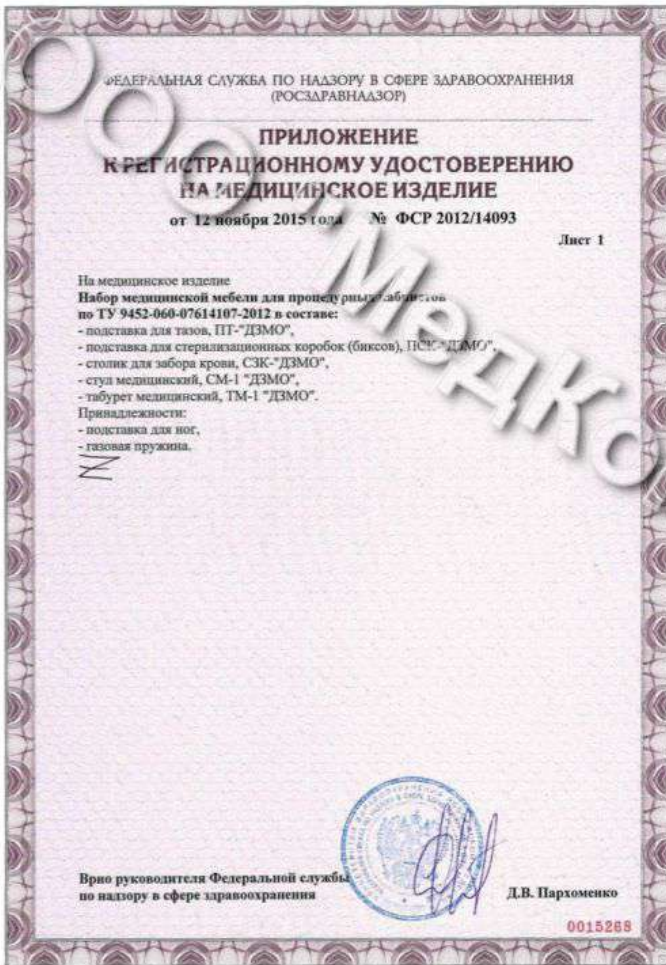 ФЕДЕРАЛЬНАЯ СЛУЖБА ПО НАДЗОРУ В СФЕРЕ ЗДРАВООХРАНЕНИЯ
(РОСЗДРАВНАДЗОР)
ПРИЛОЖЕНИЕ
К РЕГИСТРАЦИОННОМУ УДОСТОВЕРЕНИЮ
НА МЕДИЦИНСКОЕ ИЗДЕЛИЕ
от 12 ноября 2015 года № ФСР 2012/14093
Лист 1
На медицинское изделие
Набор медицинской мебели для процедурных кабинетов
по ТУ 9452-060-07614107-2012 в составе:
- подставка для тазов, ПТ-"ДЗМО",
- подставка для стерилизационных коробок (биксов), ПСК-"ДЗМО",
- столик для забора крови, СЗК-"ДЗМО",
- стул медицинский, СМ-1 "ДЗМО",
- табурет медицинский, ТМ-1 "ДЗМО".
Принадлежности:
- подставка для ног,
- газовая пружина.
ООО "МедКо
Врио руководителя Федеральной службы
по надзору в сфере здравоохранения
Д.В. Пархоменко
0015268